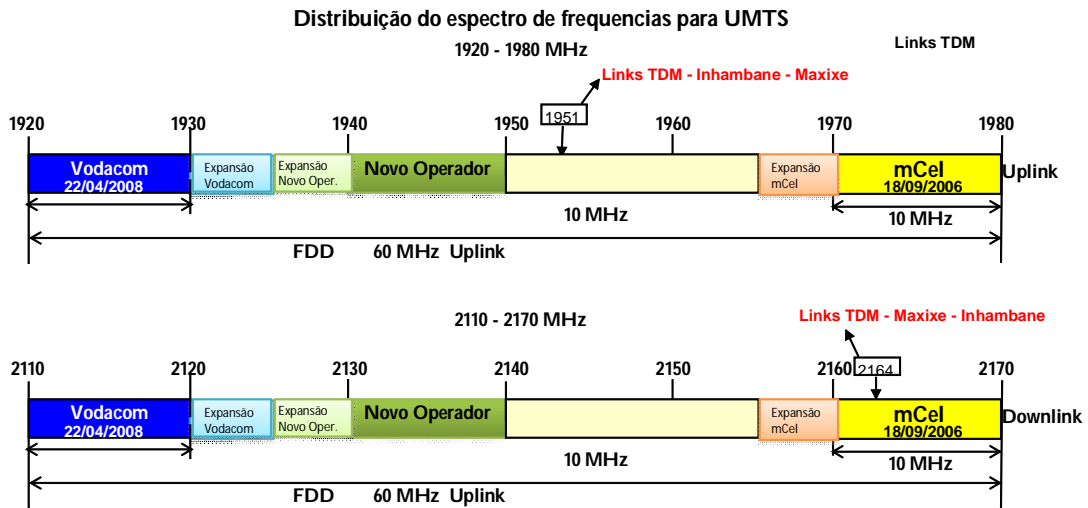 Distribuição do espectro de frequencias para UMTS
1920 - 1980 MHz
Links TDM
Links TDM - Inhambane - Maxixe
1951
1920 1930 1940 1950 1960 1970 1980
Vodacom
22/04/2008
Expansão
Vodacom
Expansão
Novo Oper.
Novo Operador
Expansão
mCel
mCel
18/09/2006
Uplink
10 MHz
10 MHz
FDD 60 MHz Uplink
2110 - 2170 MHz
Links TDM - Maxixe - Inhambane
2164
2110 2120 2130 2140 2150 2160 2170
Vodacom
22/04/2008
Expansão
Vodacom
Expansão
Novo Oper.
Novo Operador
Expansão
mCel
mCel
18/09/2006
Downlink
10 MHz
10 MHz
FDD 60 MHz Uplink